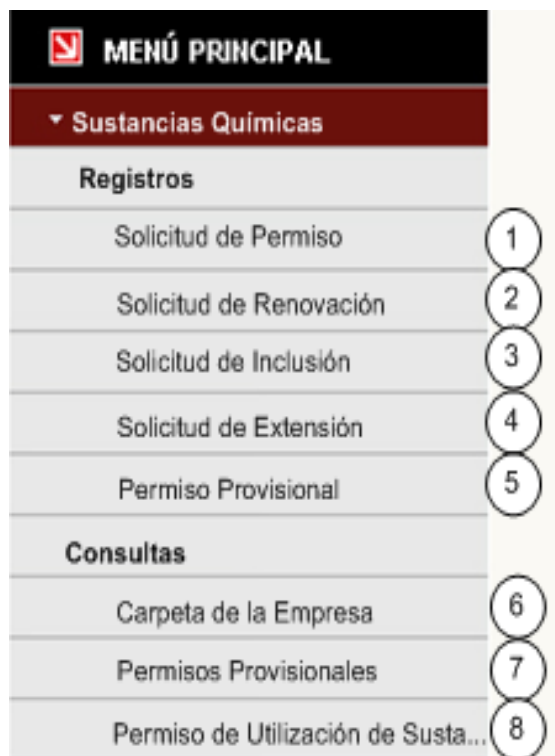 MENÚ PRINCIPAL
Sustancias Químicas
Registros
Solicitud de Permiso 1
Solicitud de Renovación 2
Solicitud de Inclusión 3
Solicitud de Extensión 4
Permiso Provisional 5
Consultas
Carpeta de la Empresa 6
Permisos Provisionales 7
Permiso de Utilización de Susta... 8